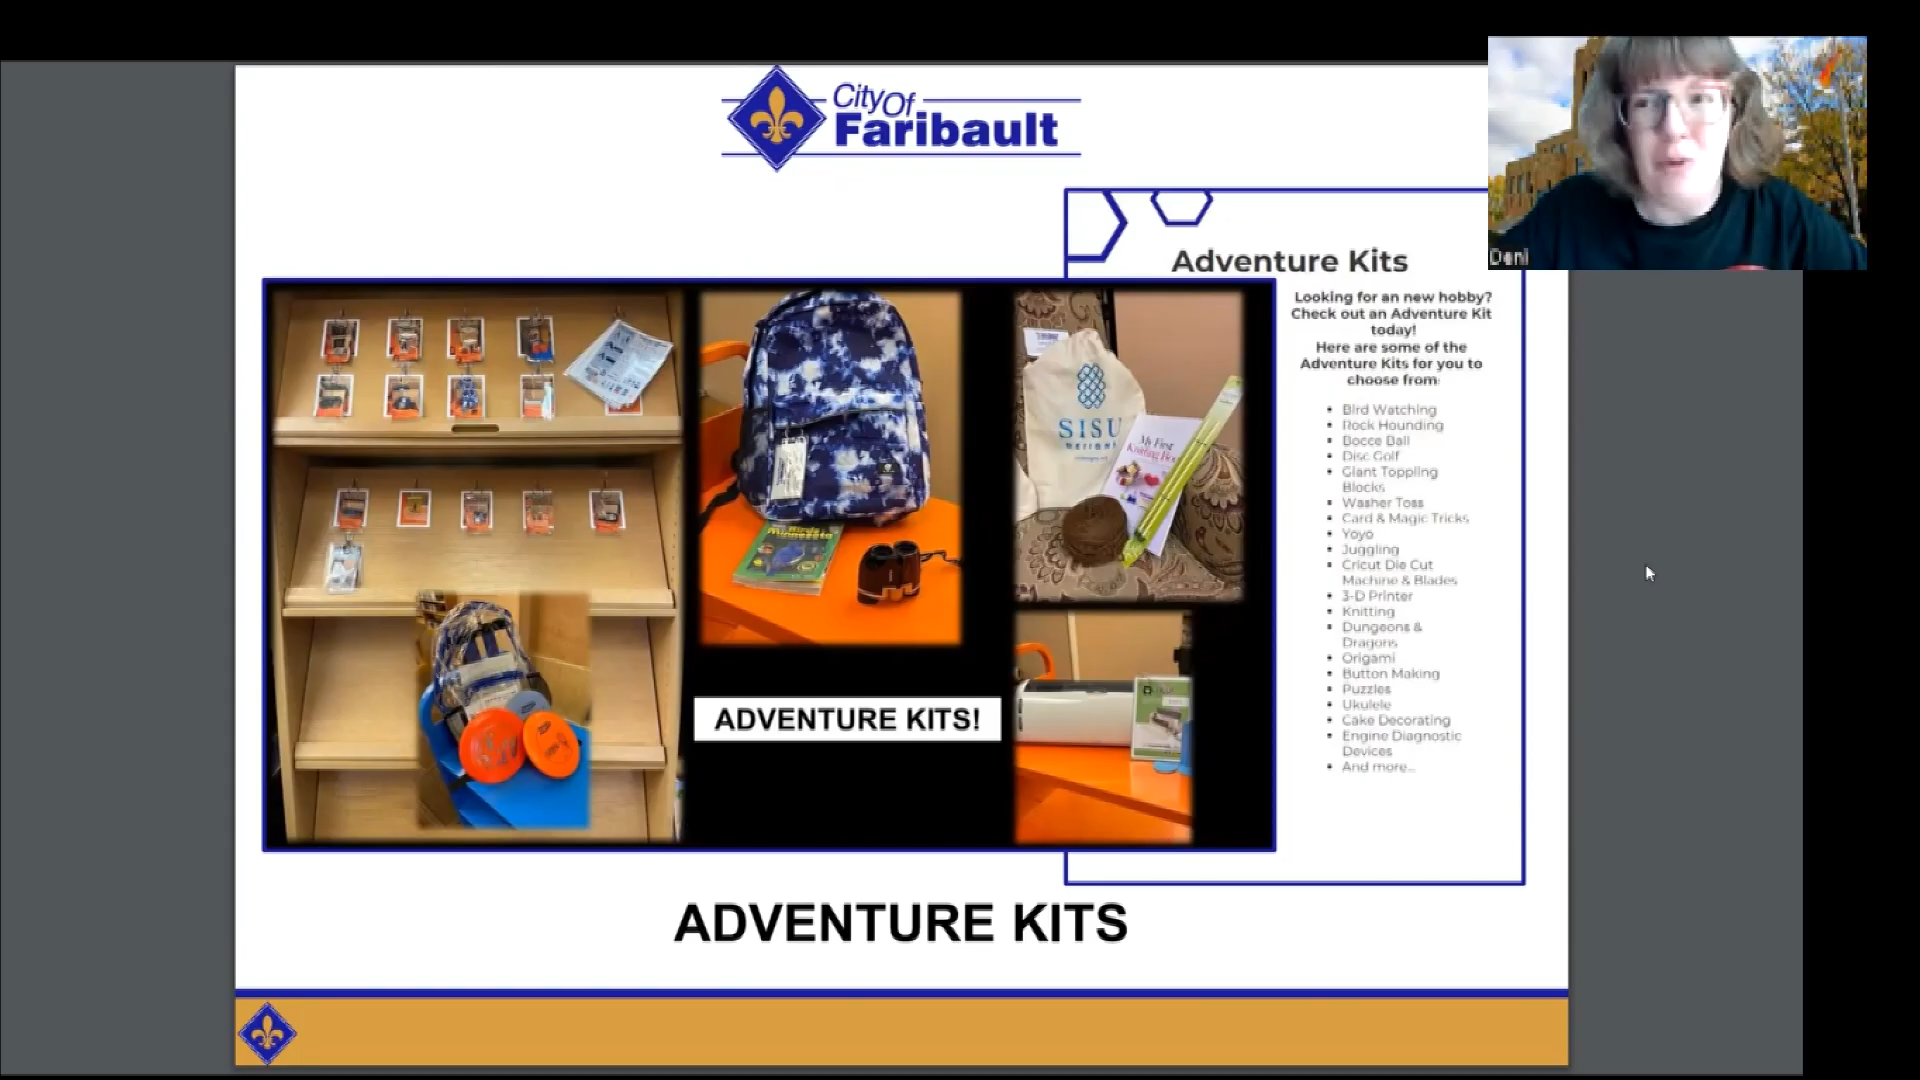 City Of
Faribault
Deni
Adventure Kits
Looking for an new hobby?
Check out an Adventure Kit
today!
Here are some of the
Adventure Kits for you to
choose from:
Bird Watching
Rock Hounding
Bocce Ball
Disc Golf
Giant Toppling
Blocks
Washer Toss
Card & Magic Tricks
Yoyo
Juggling
Cricut Die Cut
Machine & Blades
3-D Printer
Knitting
Dungeons &
Dragons
Origami
Button Making
Puzzles
Ukulele
Cake Decorating
Engine Diagnostic
Devices
And more...
SISU
My First
Knitting Book
Birds
Minnesota
ADVENTURE KITS!
ADVENTURE KITS